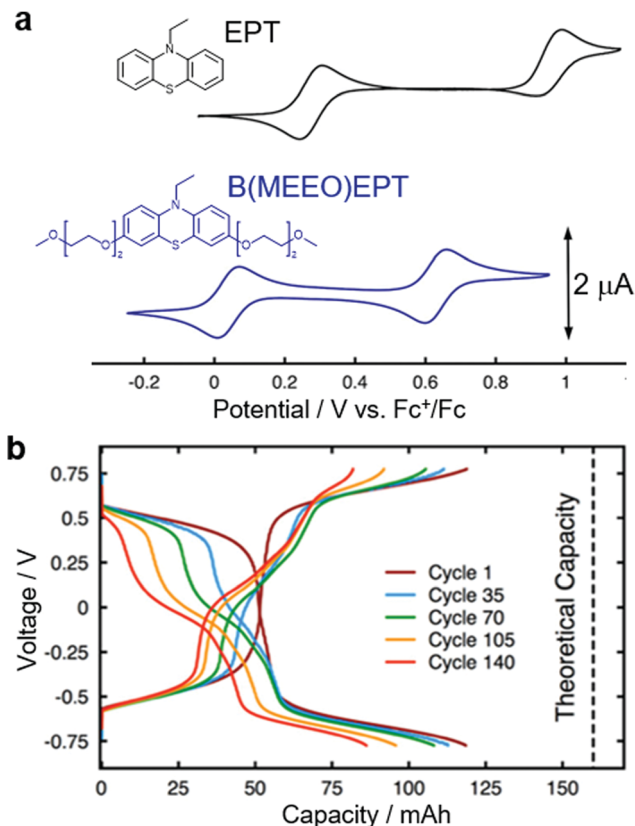 a
EPT
N
S
B(MEEO)EPT
N
O O 2 S O O 2
2 μA
-0.2 0 0.2 0.4 0.6 0.8 1
Potential / V vs. Fc⁺/Fc
b
0.75
0.5
0.25
0
-0.25
-0.5
-0.75
Voltage / V
Cycle 1
Cycle 35
Cycle 70
Cycle 105
Cycle 140
Theoretical Capacity
0 25 50 75 100 125 150
Capacity / mAh